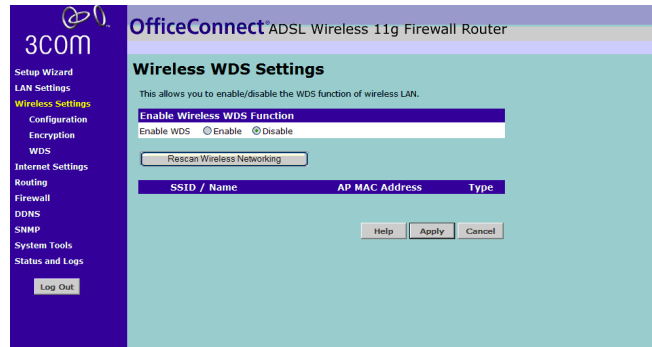 3COM
OfficeConnect® ADSL Wireless 11g Firewall Router
Setup Wizard
LAN Settings
Wireless Settings
Configuration
Encryption
WDS
Internet Settings
Routing
Firewall
DDNS
SNMP
System Tools
Status and Logs
Log Out
Wireless WDS Settings
This allows you to enable/disable the WDS function of wireless LAN.
Enable Wireless WDS Function
Enable WDS Enable Disable
Rescan Wireless Networking
SSID / Name AP MAC Address Type
Help Apply Cancel